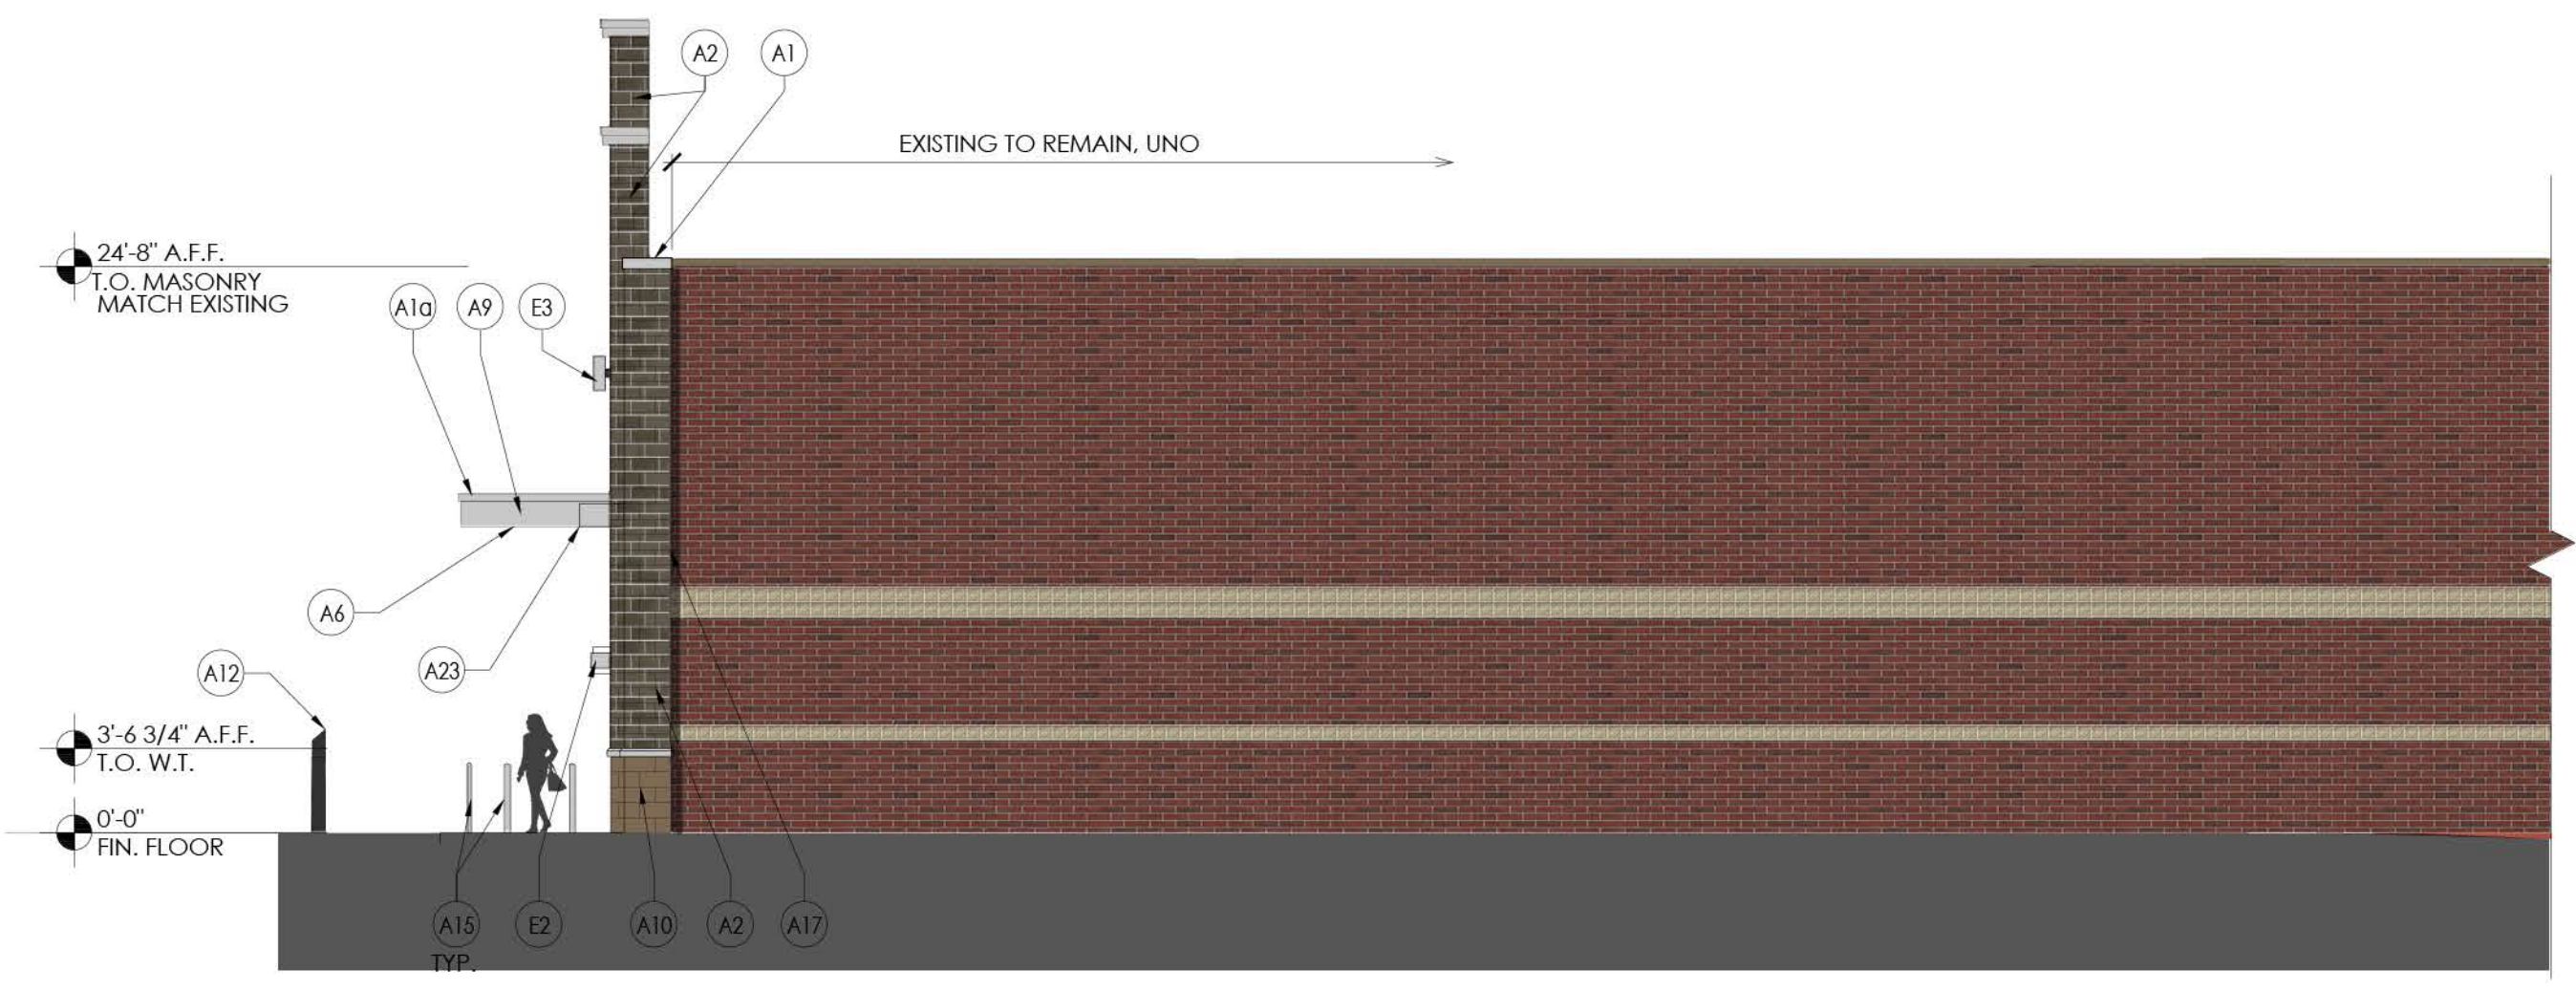 A2
A1
EXISTING TO REMAIN, UNO
24'-8" A.F.F.
T.O. MASONRY
MATCH EXISTING
A1a
A9
E3
A6
A23
A12
3'-6 3/4" A.F.F.
T.O. W.T.
0'-0"
FIN. FLOOR
A15
E2
A10
A2
A17
TYP.